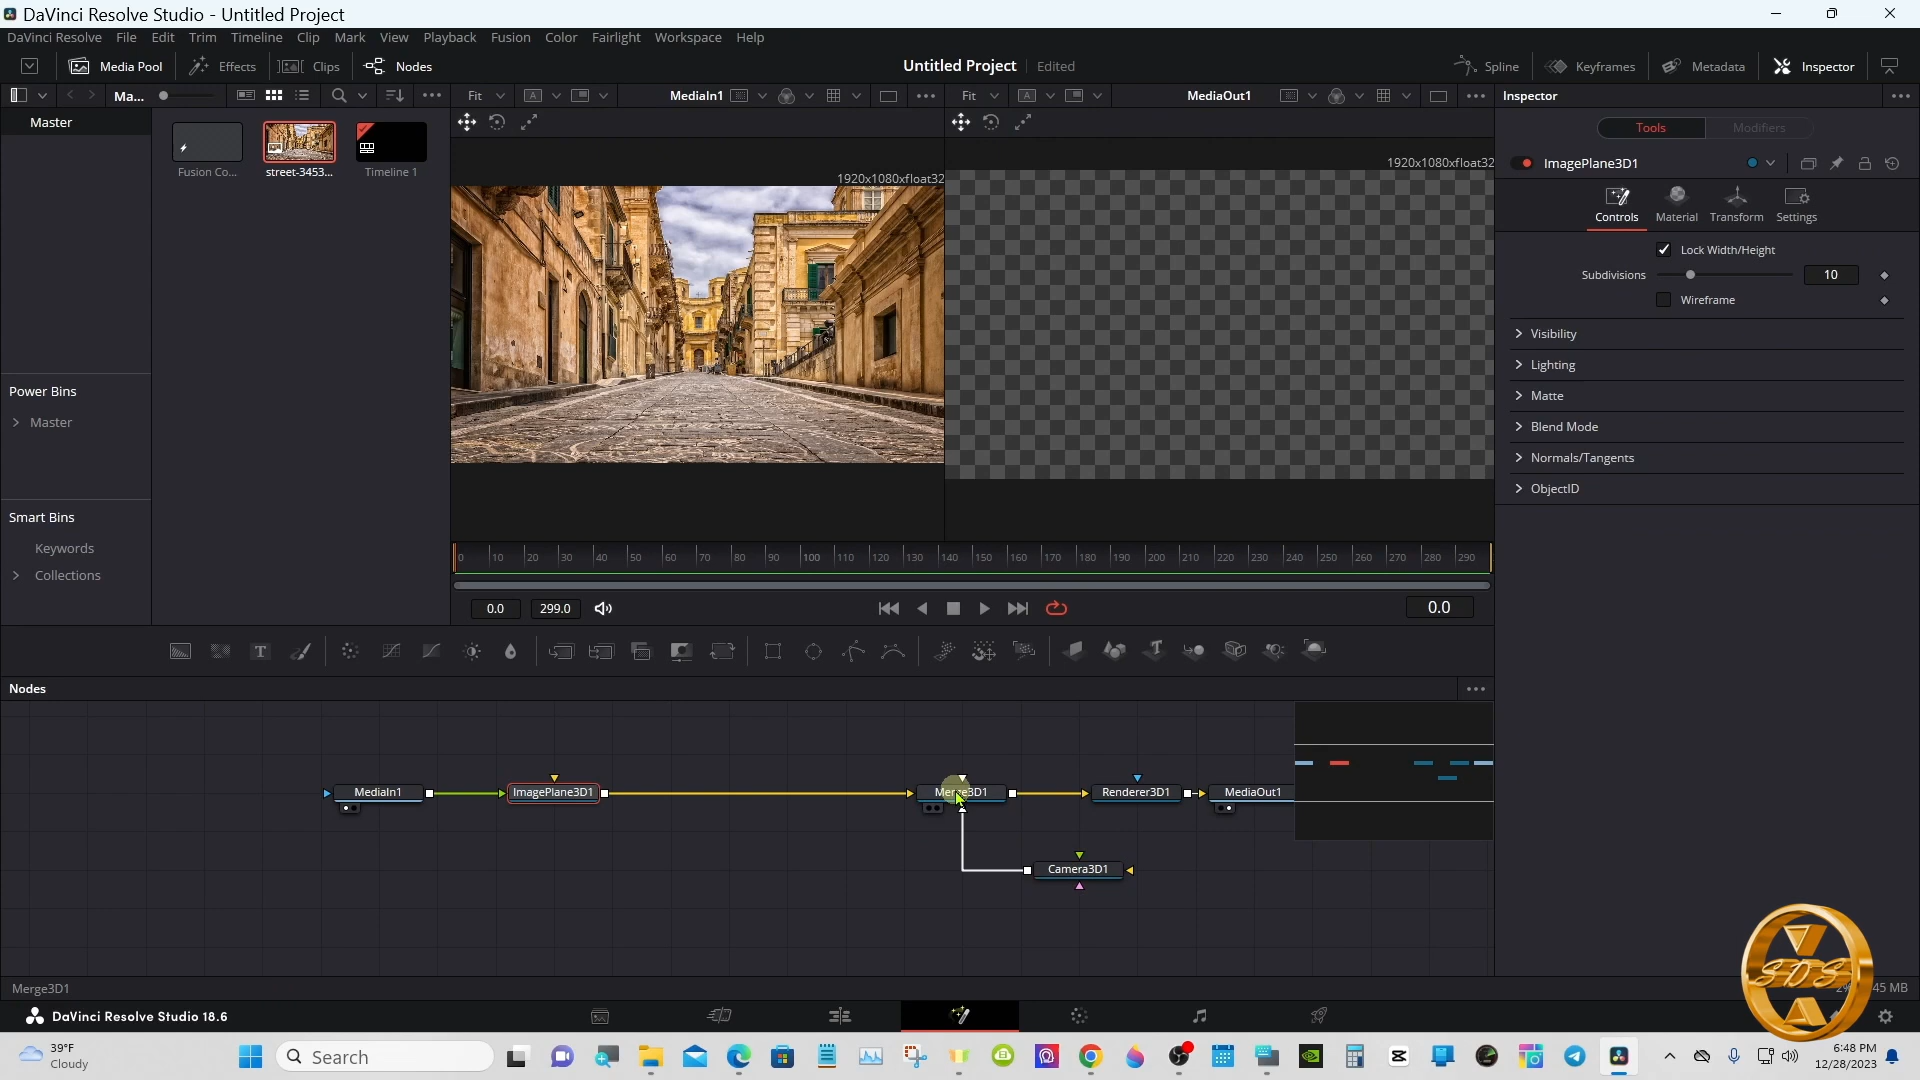 DaVinci Resolve Studio - Untitled Project
DaVinci Resolve File Edit Trim Timeline Clip Mark View Playback Fusion Color Fairlight Workspace Help
Media Pool Effects Clips Nodes Untitled Project Edited Spline Keyframes Metadata Inspector
Ma... Fit A MediaIn1 Fit A MediaOut1 Inspector
Master
Tools Modifiers
Fusion Co... street-3453... Timeline 1
1920x1080xfloat32
1920x1080xfloat32
ImagePlane3D1
Controls Material Transform Settings
Lock Width/Height
Subdivisions 10
Wireframe
Visibility
Lighting
Matte
Blend Mode
Normals/Tangents
ObjectID
Power Bins
Master
Smart Bins
Keywords
Collections
0 10 20 30 40 50 60 70 80 90 100 110 120 130 140 150 160 170 180 190 200 210 220 230 240 250 260 270 280 290
0.0 299.0 0.0
T
Nodes
MediaIn1 ImagePlane3D1 Merge3D1 Renderer3D1 MediaOut1
Camera3D1
Merge3D1
45 MB
DaVinci Resolve Studio 18.6
SDS
39°F
Cloudy
Search
6:48 PM
12/28/2023